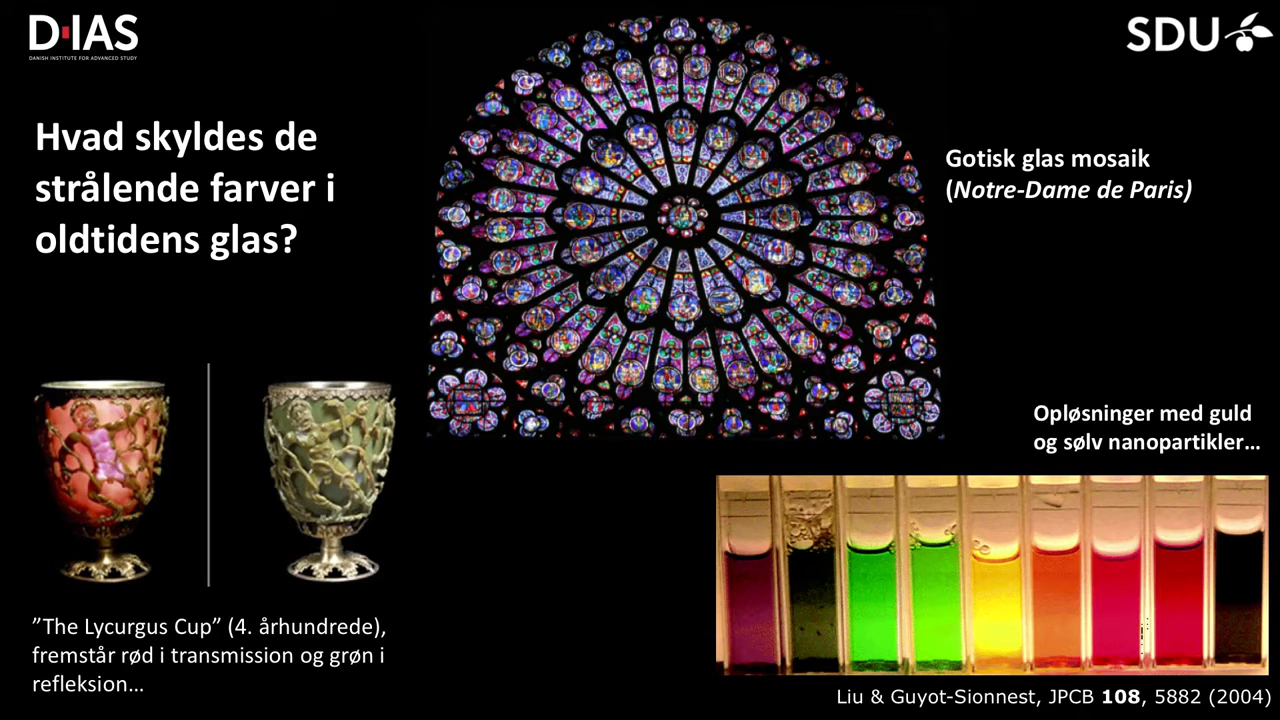 D·IAS
DANISH INSTITUTE FOR ADVANCED STUDY
SDU
Hvad skyldes de
strålende farver i
oldtidens glas?
Gotisk glas mosaik
(Notre-Dame de Paris)
Opløsninger med guld
og sølv nanopartikler…
”The Lycurgus Cup” (4. århundrede),
fremstår rød i transmission og grøn i
refleksion…
Liu & Guyot-Sionnest, JPCB 108, 5882 (2004)